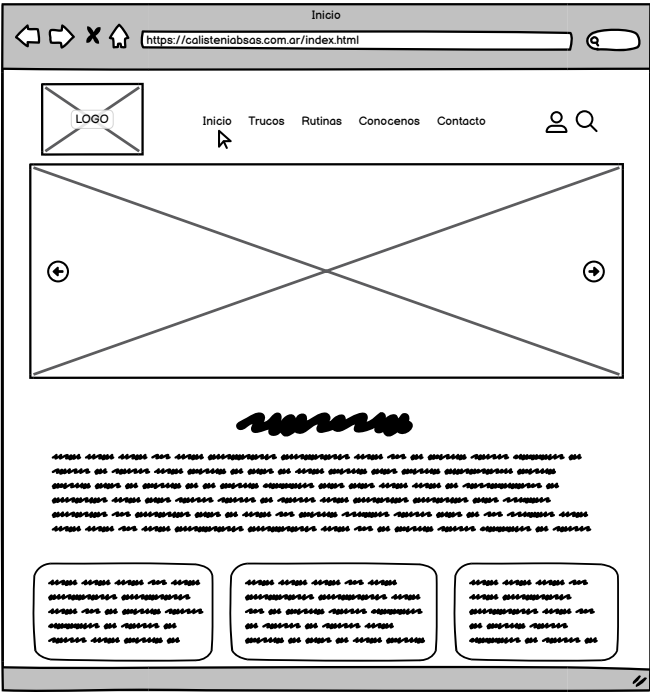 Inicio
https://calisteniabsas.com.ar/index.html
LOGO
Inicio Trucos Rutinas Conocenos Contacto